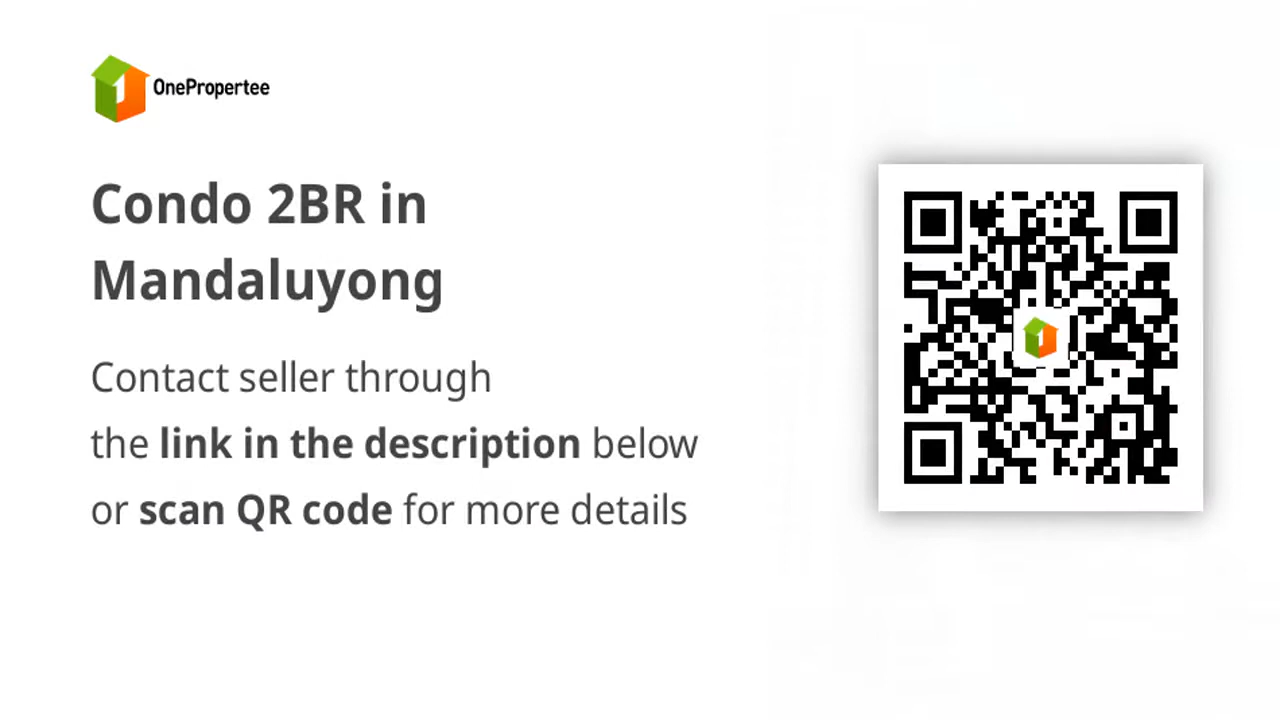 OnePropertee
Condo 2BR in
Mandaluyong
Contact seller through
the link in the description below
or scan QR code for more details